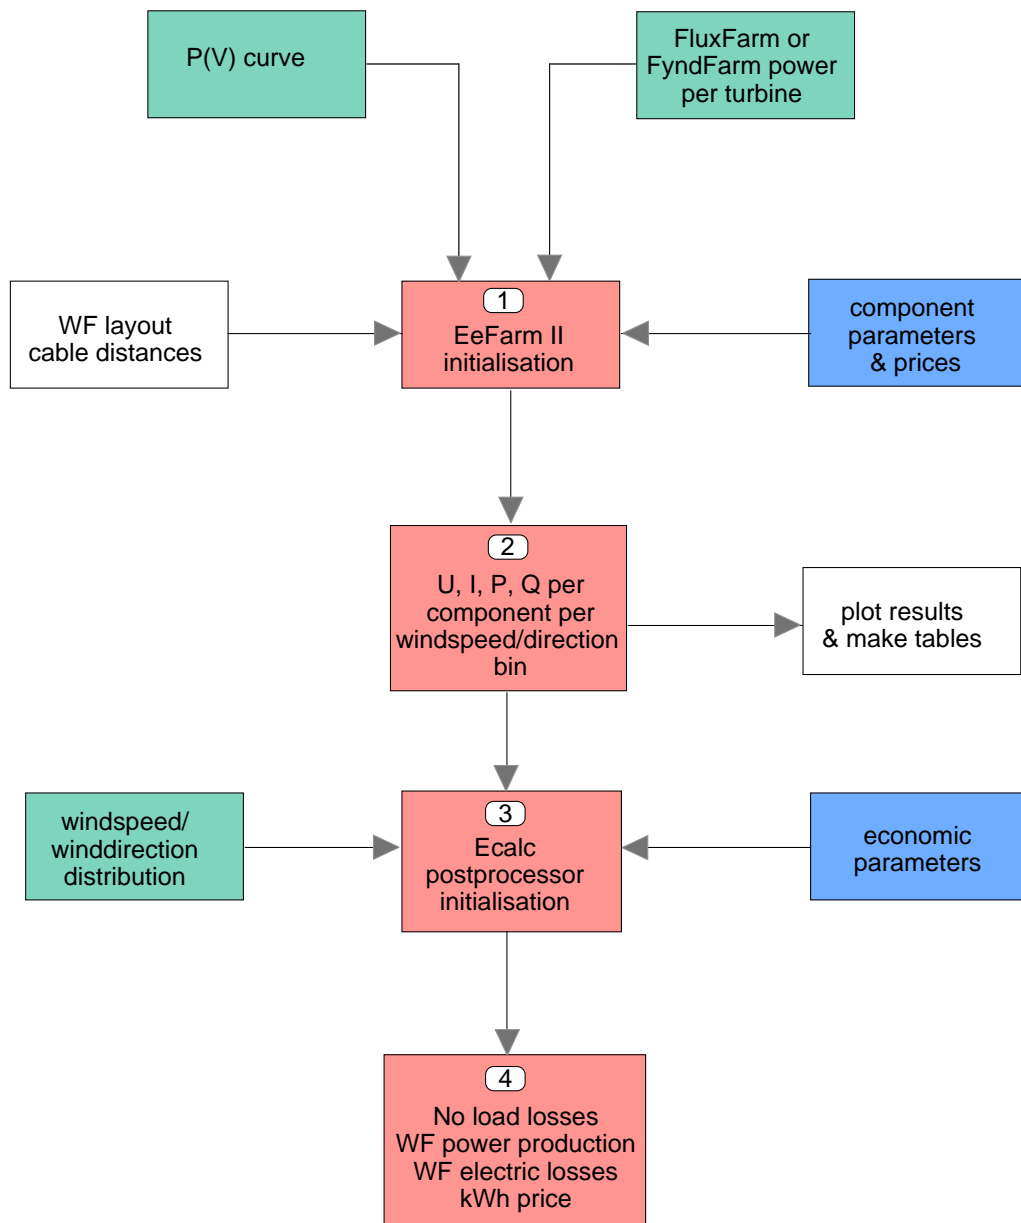 P(V) curve
FluxFarm or
FyndFarm power
per turbine
WF layout
cable distances
1
EeFarm II
initialisation
component
parameters
& prices
2
U, I, P, Q per
component per
windspeed/direction
bin
plot results
& make tables
windspeed/
winddirection
distribution
3
Ecalc
postprocessor
initialisation
economic
parameters
4
No load losses
WF power production
WF electric losses
kWh price